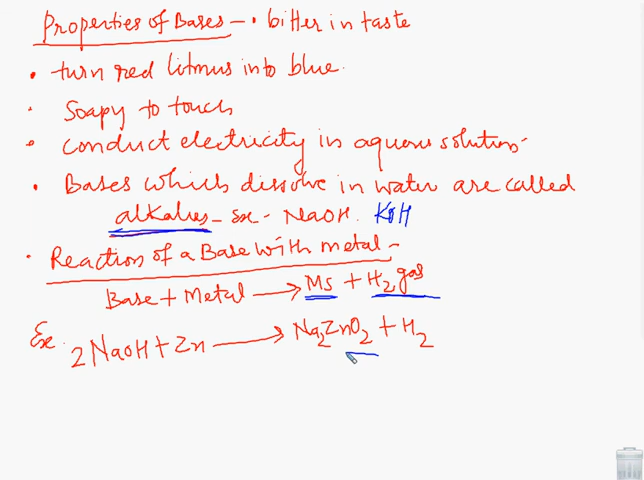 Properties of Bases - • bitter in taste
• turn red litmus into blue.
• Soapy to touch
• Conduct electricity in aqueous solution-
• Bases which dissolve in water are called
alkalies - Ex - NaOH. KOH
• Reaction of a Base with metal -
Base + Metal → Ms + H₂ gas
Ex. 2 NaOH + Zn → Na₂ZnO₂ + H₂